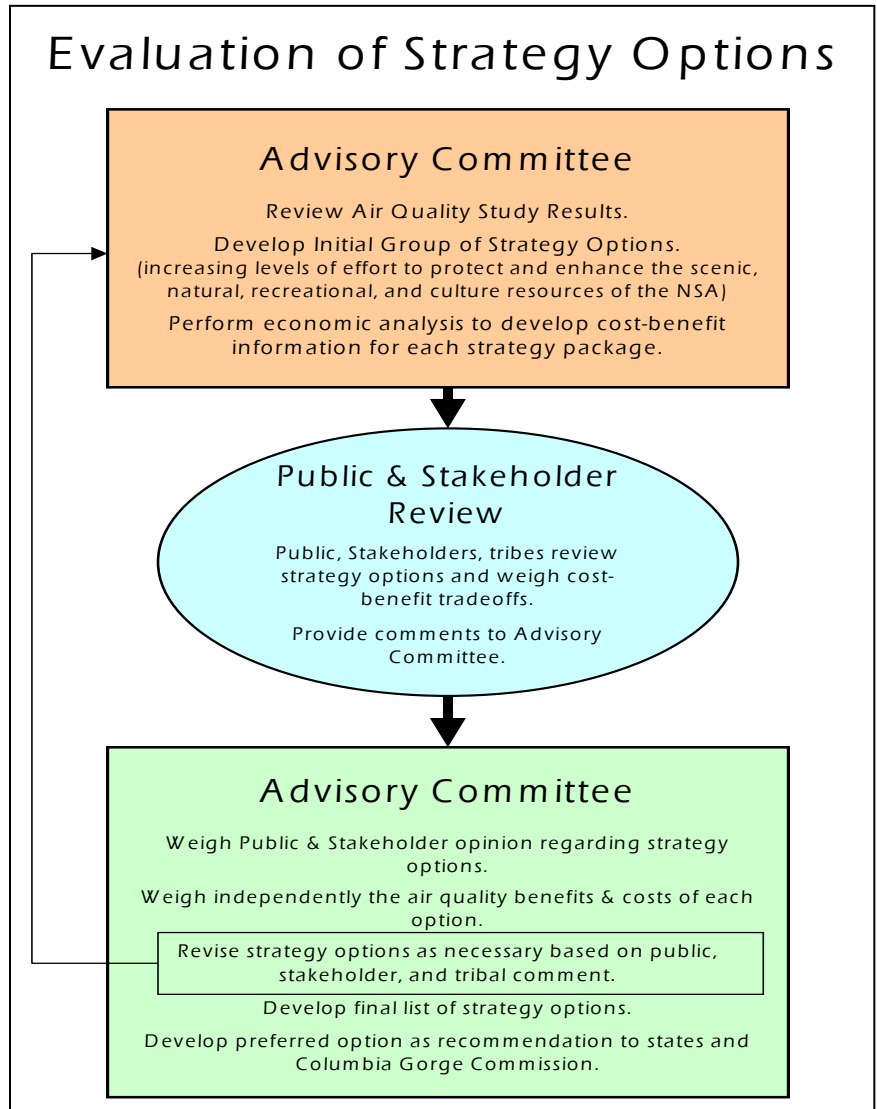 Evaluation of Strategy Options
Advisory Committee
Review Air Quality Study Results.
Develop Initial Group of Strategy Options.
(increasing levels of effort to protect and enhance the scenic,
natural, recreational, and culture resources of the NSA)
Perform economic analysis to develop cost-benefit
information for each strategy package.
Public & Stakeholder
Review
Public, Stakeholders, tribes review
strategy options and weigh cost-
benefit tradeoffs.
Provide comments to Advisory
Committee.
Advisory Committee
Weigh Public & Stakeholder opinion regarding strategy
options.
Weigh independently the air quality benefits & costs of each
option.
Revise strategy options as necessary based on public,
stakeholder, and tribal comment.
Develop final list of strategy options.
Develop preferred option as recommendation to states and
Columbia Gorge Commission.